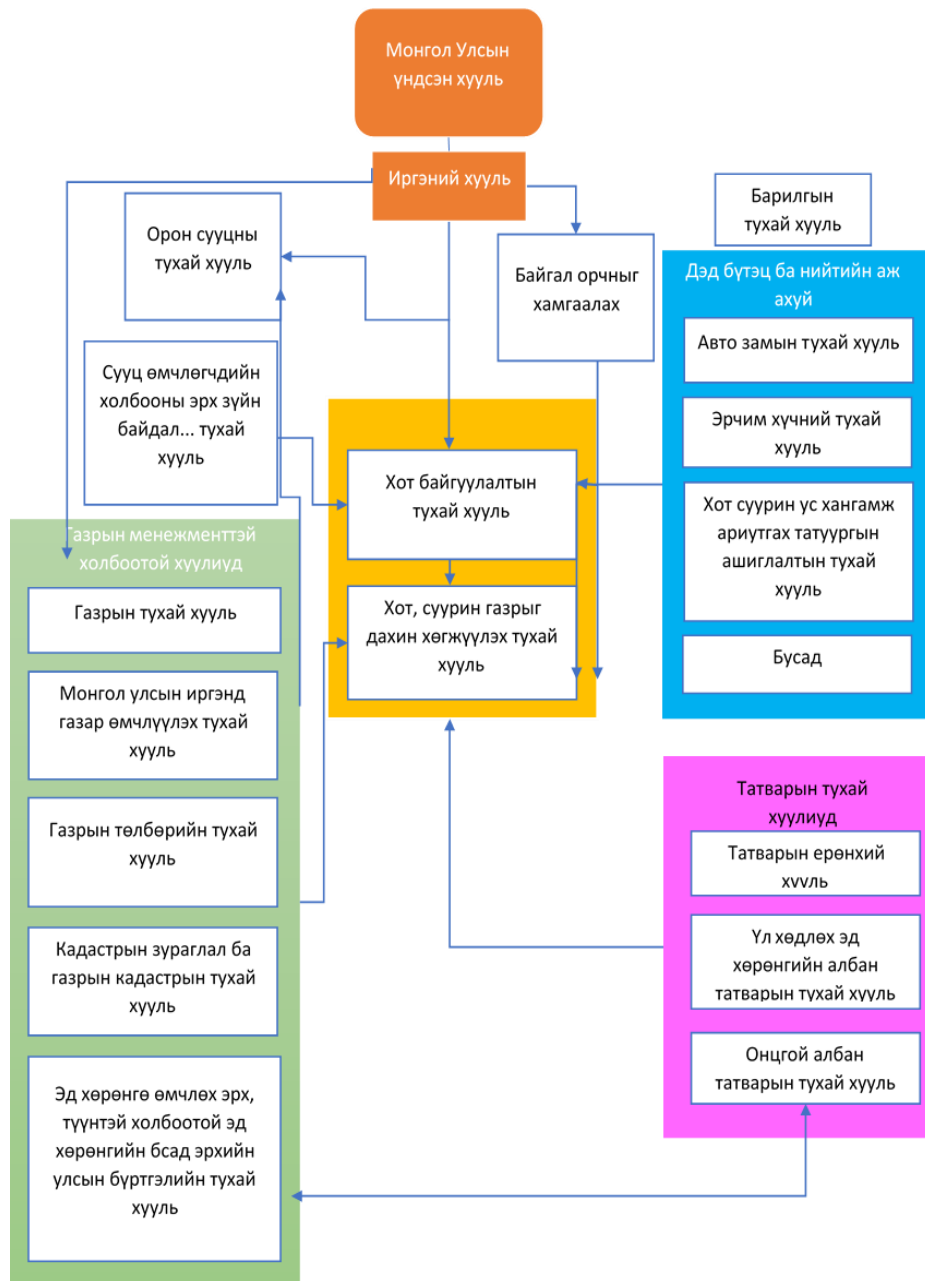 Монгол Улсын
үндсэн хууль
Иргэний хууль
Барилгын
тухай хууль
Орон сууцны
тухай хууль
Байгал орчныг
хамгаалах
Дэд бүтэц ба нийтийн аж
ахуй
Авто замын тухай хууль
Эрчим хүчний тухай
хууль
Хот суурин ус хангамж
ариутгах татуургын
ашиглалтын тухай
хууль
Бусад
Сууц өмчлөгчдийн
холбооны эрх зүйн
байдал... тухай
хууль
Хот байгуулалтын
тухай хууль
Хот, суурин газрыг
дахин хөгжүүлэх тухай
хууль
Газрын менежменттэй
холбоотой хуулиуд
Газрын тухай хууль
Монгол улсын иргэнд
газар өмчлүүлэх тухай
хууль
Газрын төлбөрийн тухай
хууль
Кадастрын зураглал ба
газрын кадастрын тухай
хууль
Эд хөрөнгө өмчлөх эрх,
түүнтэй холбоотой эд
хөрөнгийн бсад эрхийн
улсын бүртгэлийн тухай
хууль
Татварын тухай
хуулиуд
Татварын ерөнхий
хууль
Үл хөдлөх эд
хөрөнгийн албан
татварын тухай хууль
Онцгой албан
татварын тухай хууль